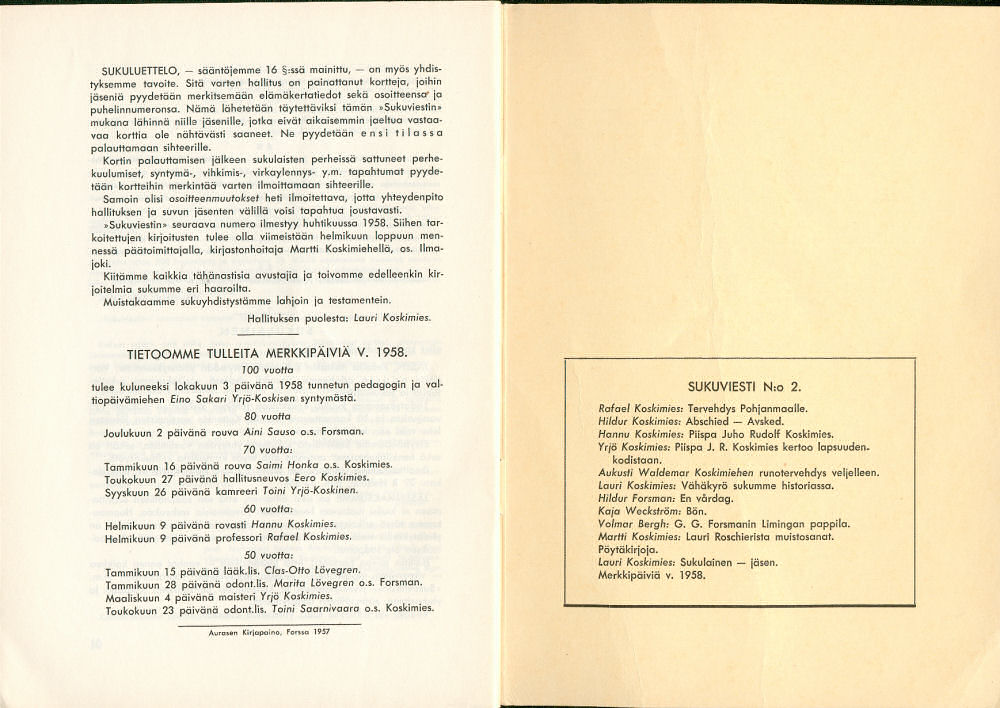 SUKULUETTELO, — sääntöjemme 16 §:ssä mainittu, — on myös yhdis-
tyksemme tavoite. Sitä varten hallitus on painattanut kortteja, joihin
jäseniä pyydetään merkitsemään elämäkertatiedot sekä osoitteensa ja
puhelinnumeronsa. Nämä lähetetään täytettäviksi tämän »Sukuviestin»
mukana lähinnä niille jäsenille, jotka eivät aikaisemmin jaeltua vastaa-
vaa korttia ole nähtävästi saaneet. Ne pyydetään ensi tilassa
palauttamaan sihteerille.
Kortin palauttamisen jälkeen sukulaisten perheissä sattuneet perhe-
kuulumiset, syntymä-, vihkimis-, virkaylennys- y.m. tapahtumat pyyde-
tään kortteihin merkintää varten ilmoittamaan sihteerille.
Samoin olisi osoitteenmuutokset heti ilmoitettava, jotta yhteydenpito
hallituksen ja suvun jäsenten välillä voisi tapahtua joustavasti.
»Sukuviestin» seuraava numero ilmestyy huhtikuussa 1958. Siihen tar-
koitettujen kirjoitusten tulee olla viimeistään helmikuun loppuun men-
nessä päätoimittajalla, kirjastonhoitaja Martti Koskimiehellä, os. Ilma-
joki.
Kiitämme kaikkia tähänastisia avustajia ja toivomme edelleenkin kir-
joitelmia sukumme eri haaroilta.
Muistakaamme sukuyhdistystämme lahjoin ja testamentein.
Hallituksen puolesta: Lauri Koskimies.
TIETOOMME TULLEITA MERKKIPÄIVIÄ V. 1958.
100 vuotta
tulee kuluneeksi lokakuun 3 päivänä 1958 tunnetun pedagogin ja val-
tiopäivämiehen Eino Sakari Yrjö-Koskisen syntymästä.
80 vuotta
Joulukuun 2 päivänä rouva Aini Sauso o.s. Forsman.
70 vuotta:
Tammikuun 16 päivänä rouva Saimi Honka o.s. Koskimies.
Toukokuun 27 päivänä hallitusneuvos Eero Koskimies.
Syyskuun 26 päivänä kamreeri Toini Yrjö-Koskinen.
60 vuotta:
Helmikuun 9 päivänä rovasti Hannu Koskimies.
Helmikuun 9 päivänä professori Rafael Koskimies.
50 vuotta:
Tammikuun 15 päivänä lääk.lis. Clas-Otto Lövegren.
Tammikuun 28 päivänä odont.lis. Marita Lövegren o.s. Forsman.
Maaliskuun 4 päivänä maisteri Yrjö Koskimies.
Toukokuun 23 päivänä odont.lis. Toini Saarnivaara o.s. Koskimies.
Aurasen Kirjapaino, Forssa 1957
SUKUVIESTI N:o 2.
Rafael Koskimies: Tervehdys Pohjanmaalle.
Hildur Koskimies: Abschied — Avsked.
Hannu Koskimies: Piispa Juho Rudolf Koskimies.
Yrjö Koskimies: Piispa J. R. Koskimies kertoo lapsuuden-
kodistaan.
Aukusti Waldemar Koskimiehen runotervehdys veljelleen.
Lauri Koskimies: Vähäkyrö sukumme historiassa.
Hildur Forsman: En vårdag.
Kaja Weckström: Bön.
Volmar Bergh: G. G. Forsmanin Limingan pappila.
Martti Koskimies: Lauri Roschierista muistosanat.
Pöytäkirjoja.
Lauri Koskimies: Sukulainen — jäsen.
Merkkipäiviä v. 1958.